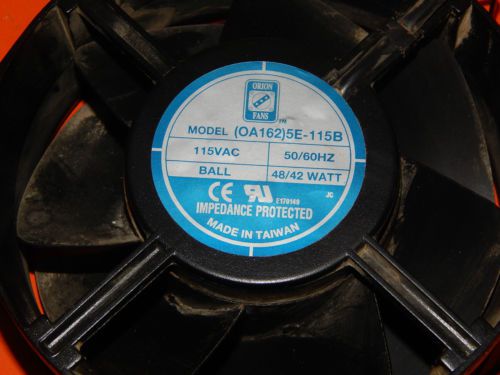 ORION
FANS
TM
MODEL (OA162)5E-115B
115VAC 50/60HZ
BALL 48/42 WATT
CE RU E170149 JC
IMPEDANCE PROTECTED
MADE IN TAIWAN